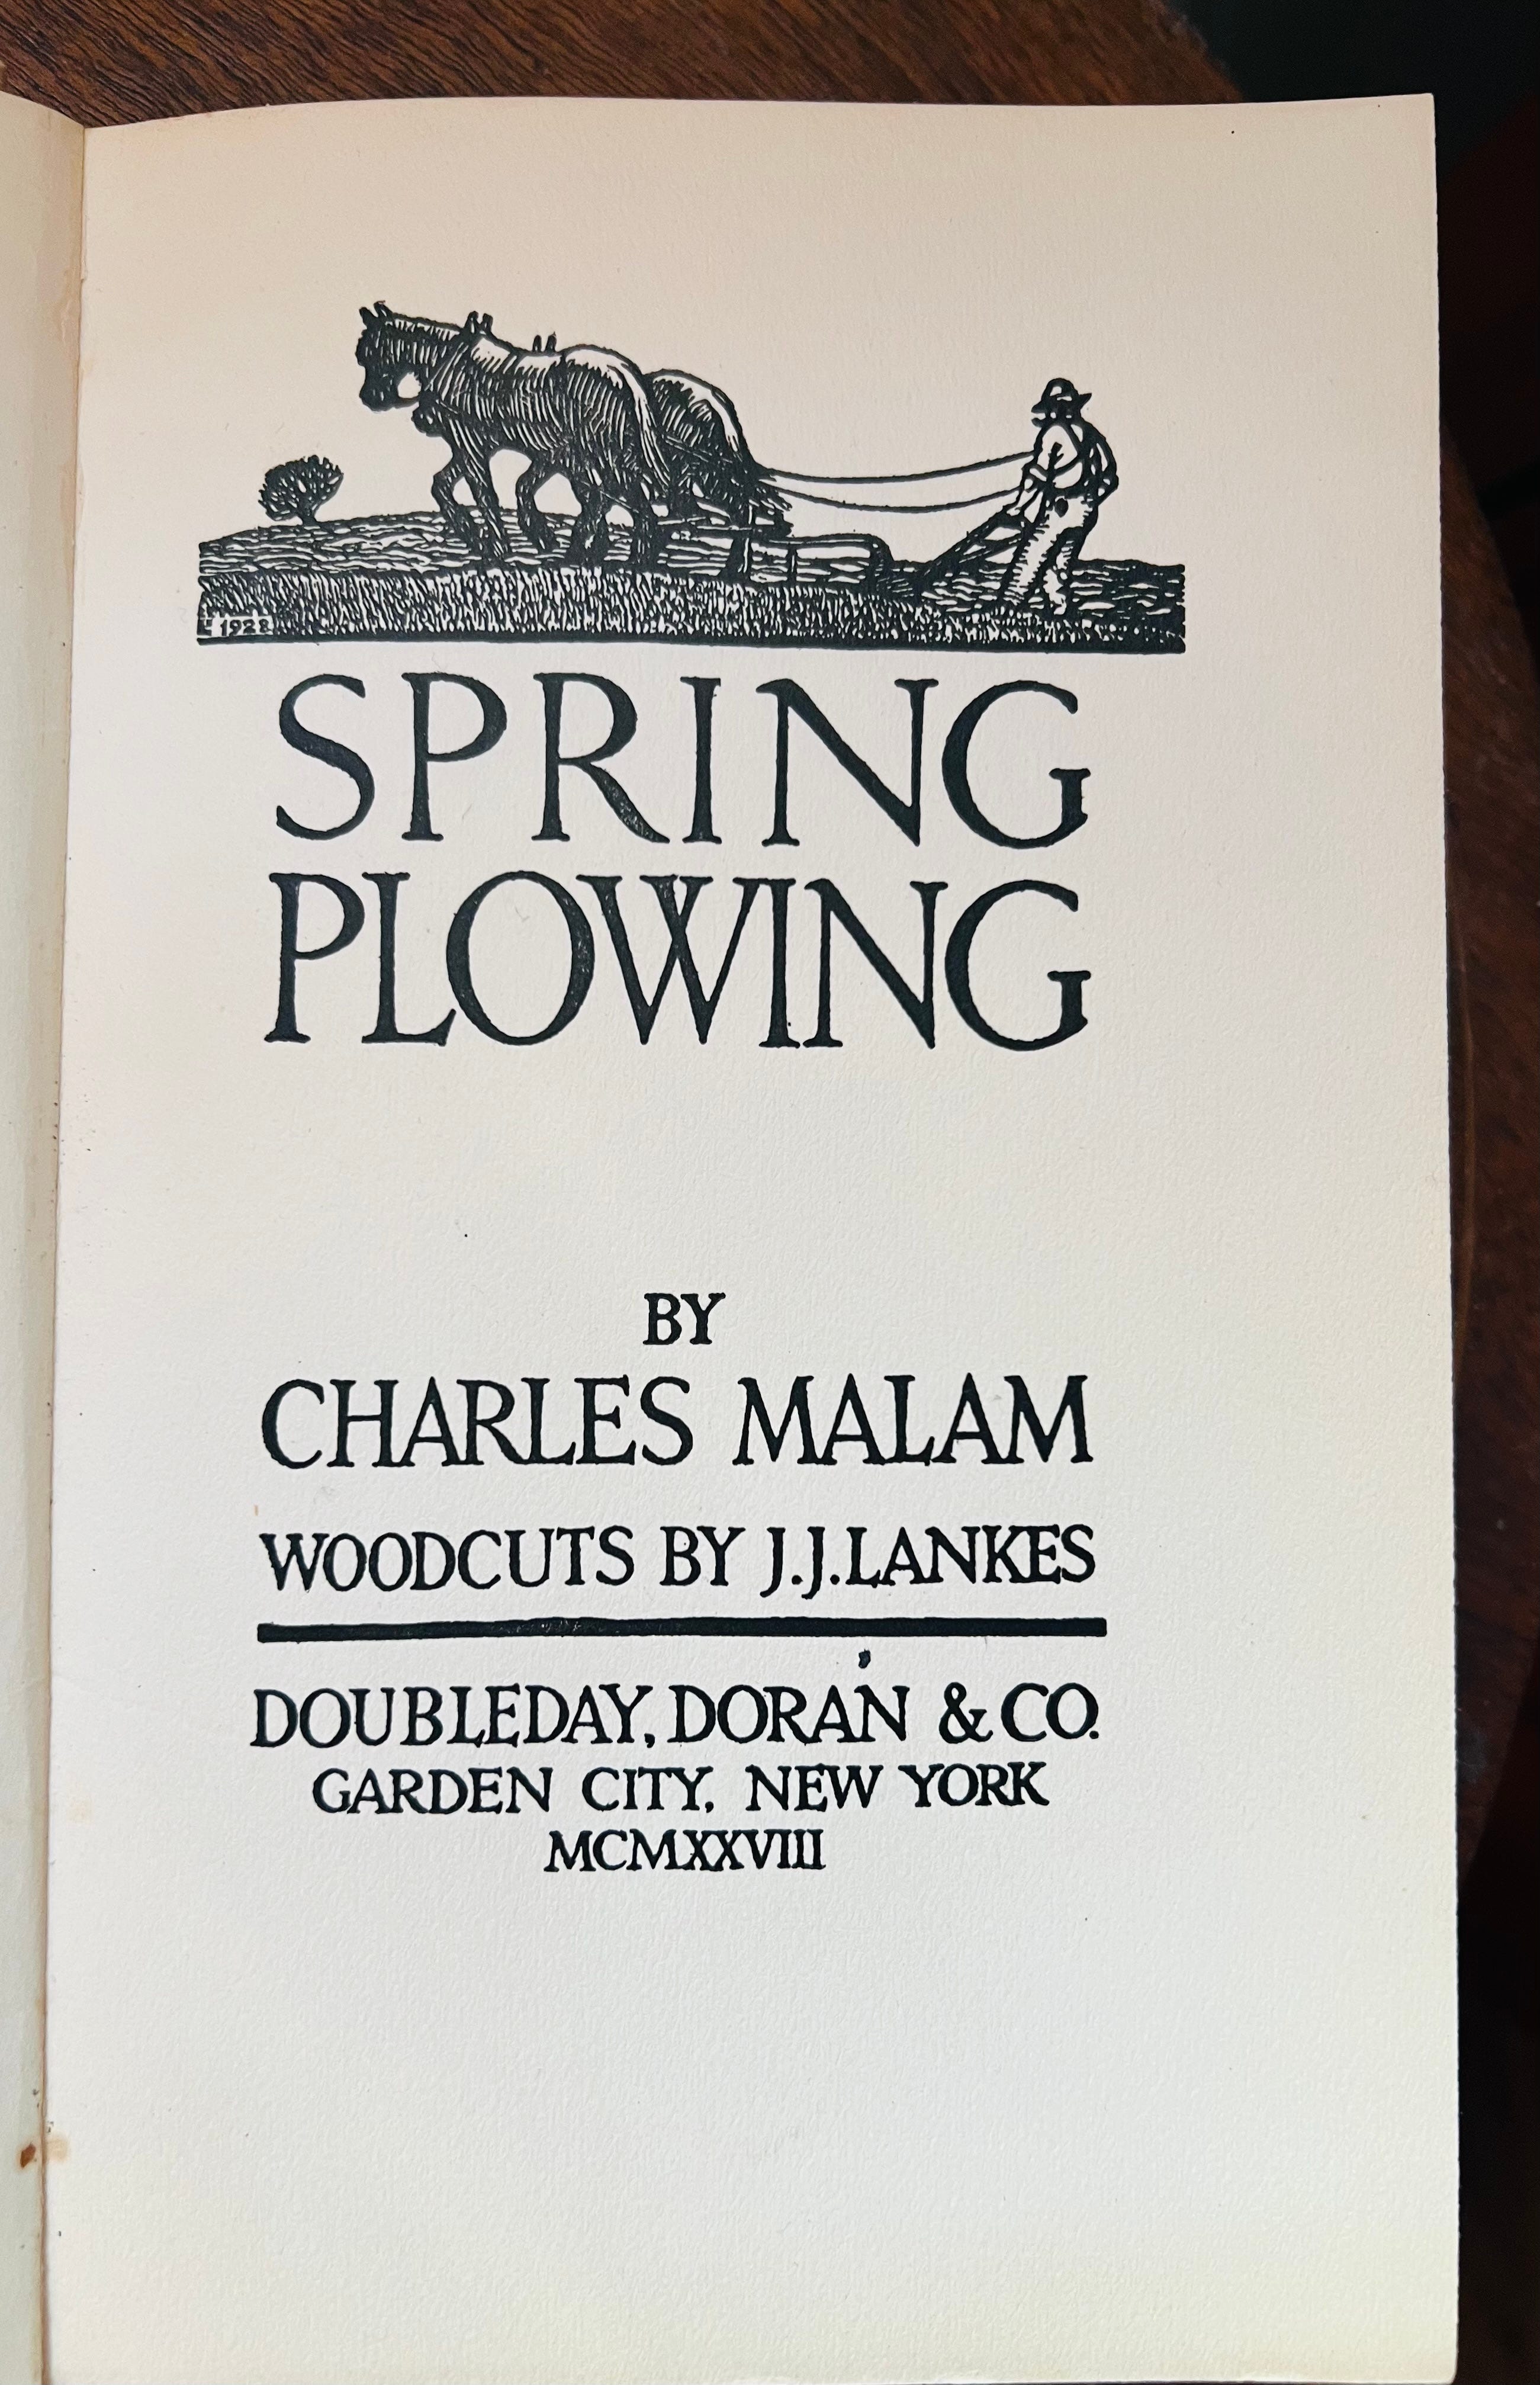 1928
SPRING
PLOWING
BY
CHARLES MALAM
WOODCUTS BY J.J.LANKES
DOUBLEDAY, DORAN & CO.
GARDEN CITY, NEW YORK
MCMXXVIII